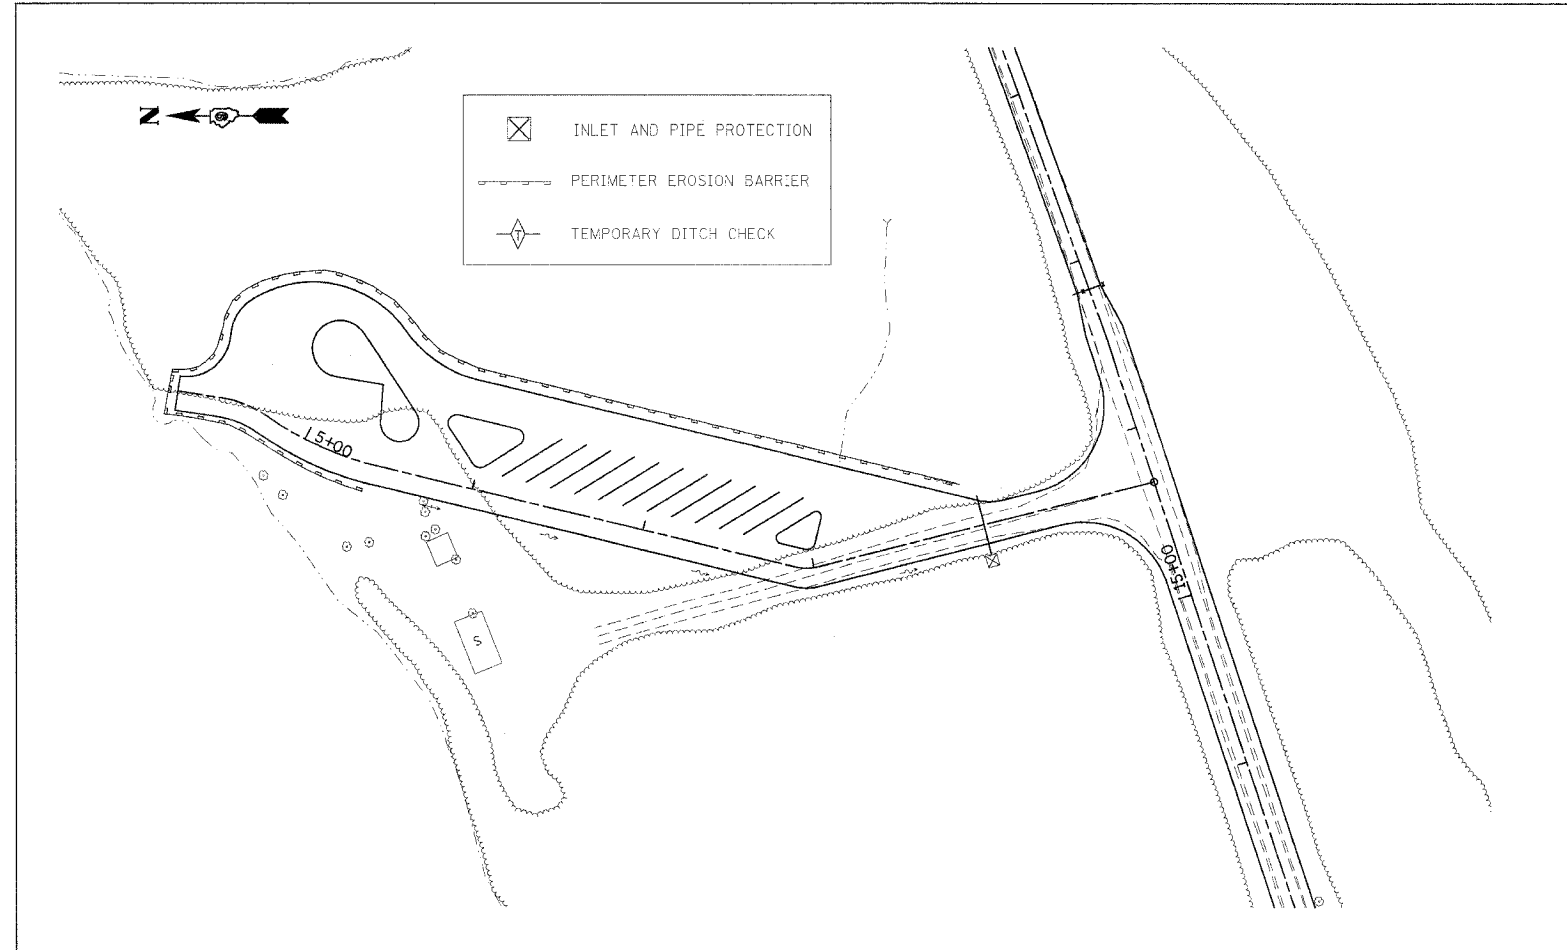 N
INLET AND PIPE PROTECTION
PERIMETER EROSION BARRIER
T
TEMPORARY DITCH CHECK
5+00
S
15+00